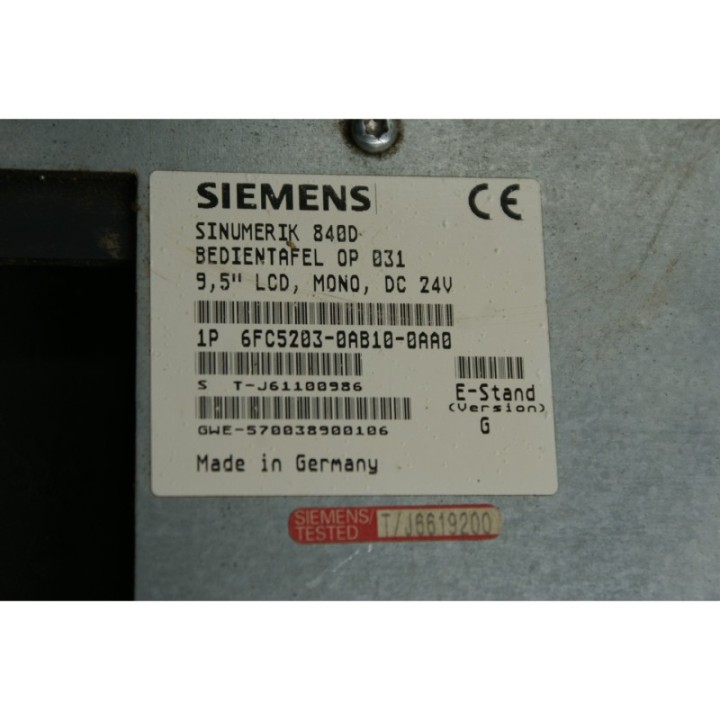 SIEMENS CE
SINUMERIK 840D
BEDIENTAFEL OP 031
9,5" LCD, MONO, DC 24V
1P 6FC5203-0AB10-0AA0
S T-J61100986
E-Stand
(Version)
G
GWE-570038900106
Made in Germany
SIEMENS/
TESTED T/J6619200